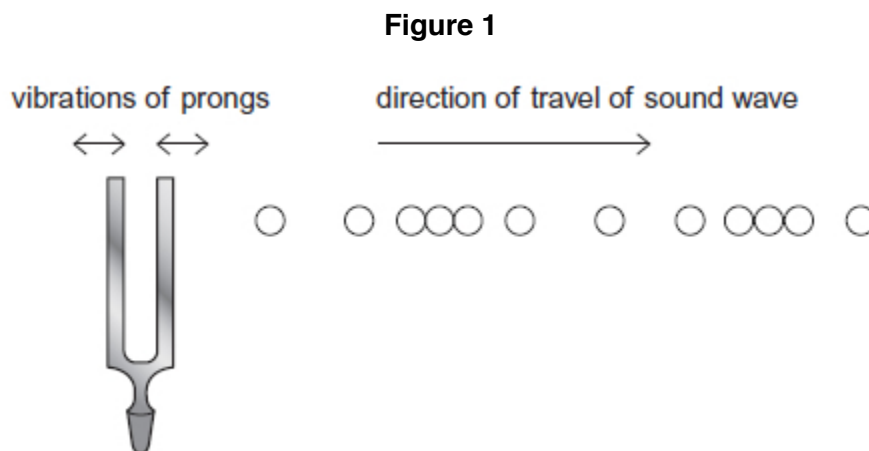 Figure 1
vibrations of prongs
direction of travel of sound wave